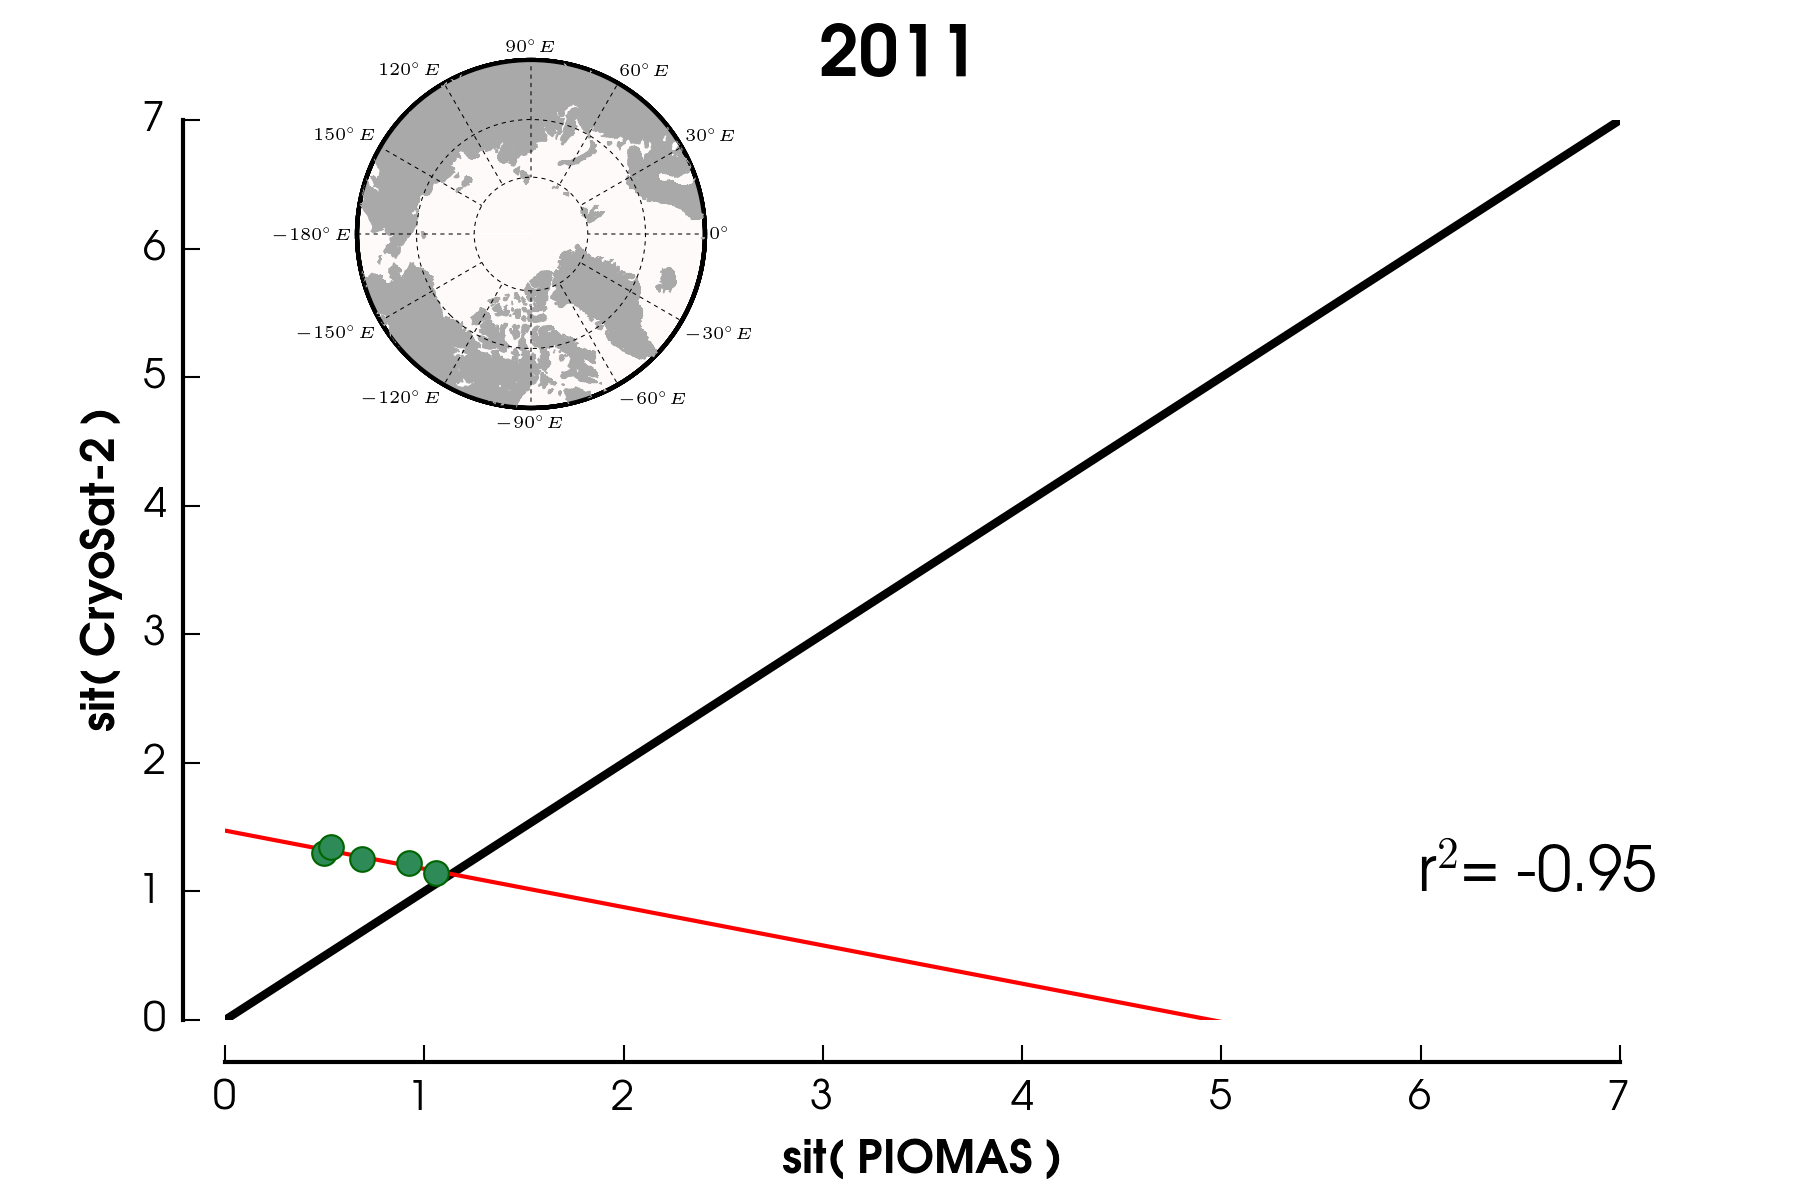 2011
90° E
120° E
60° E
150° E
30° E
−180° E
0°
−150° E
−30° E
−120° E
−60° E
−90° E
7
6
5
4
3
2
1
0
sit( CryoSat-2 )
r²= -0.95
0 1 2 3 4 5 6 7
sit( PIOMAS )